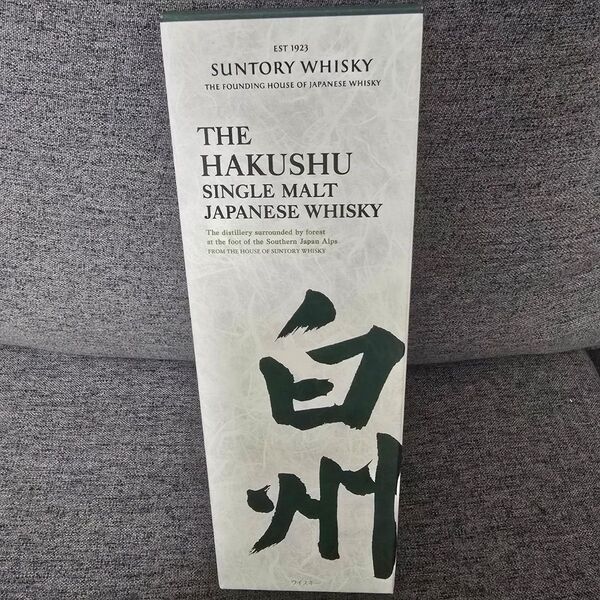 EST 1923
SUNTORY WHISKY
THE FOUNDING HOUSE OF JAPANESE WHISKY
THE
HAKUSHU
SINGLE MALT
JAPANESE WHISKY
The distillery surrounded by forest
at the foot of the Southern Japan Alps
FROM THE HOUSE OF SUNTORY WHISKY
白州
ウイスキー